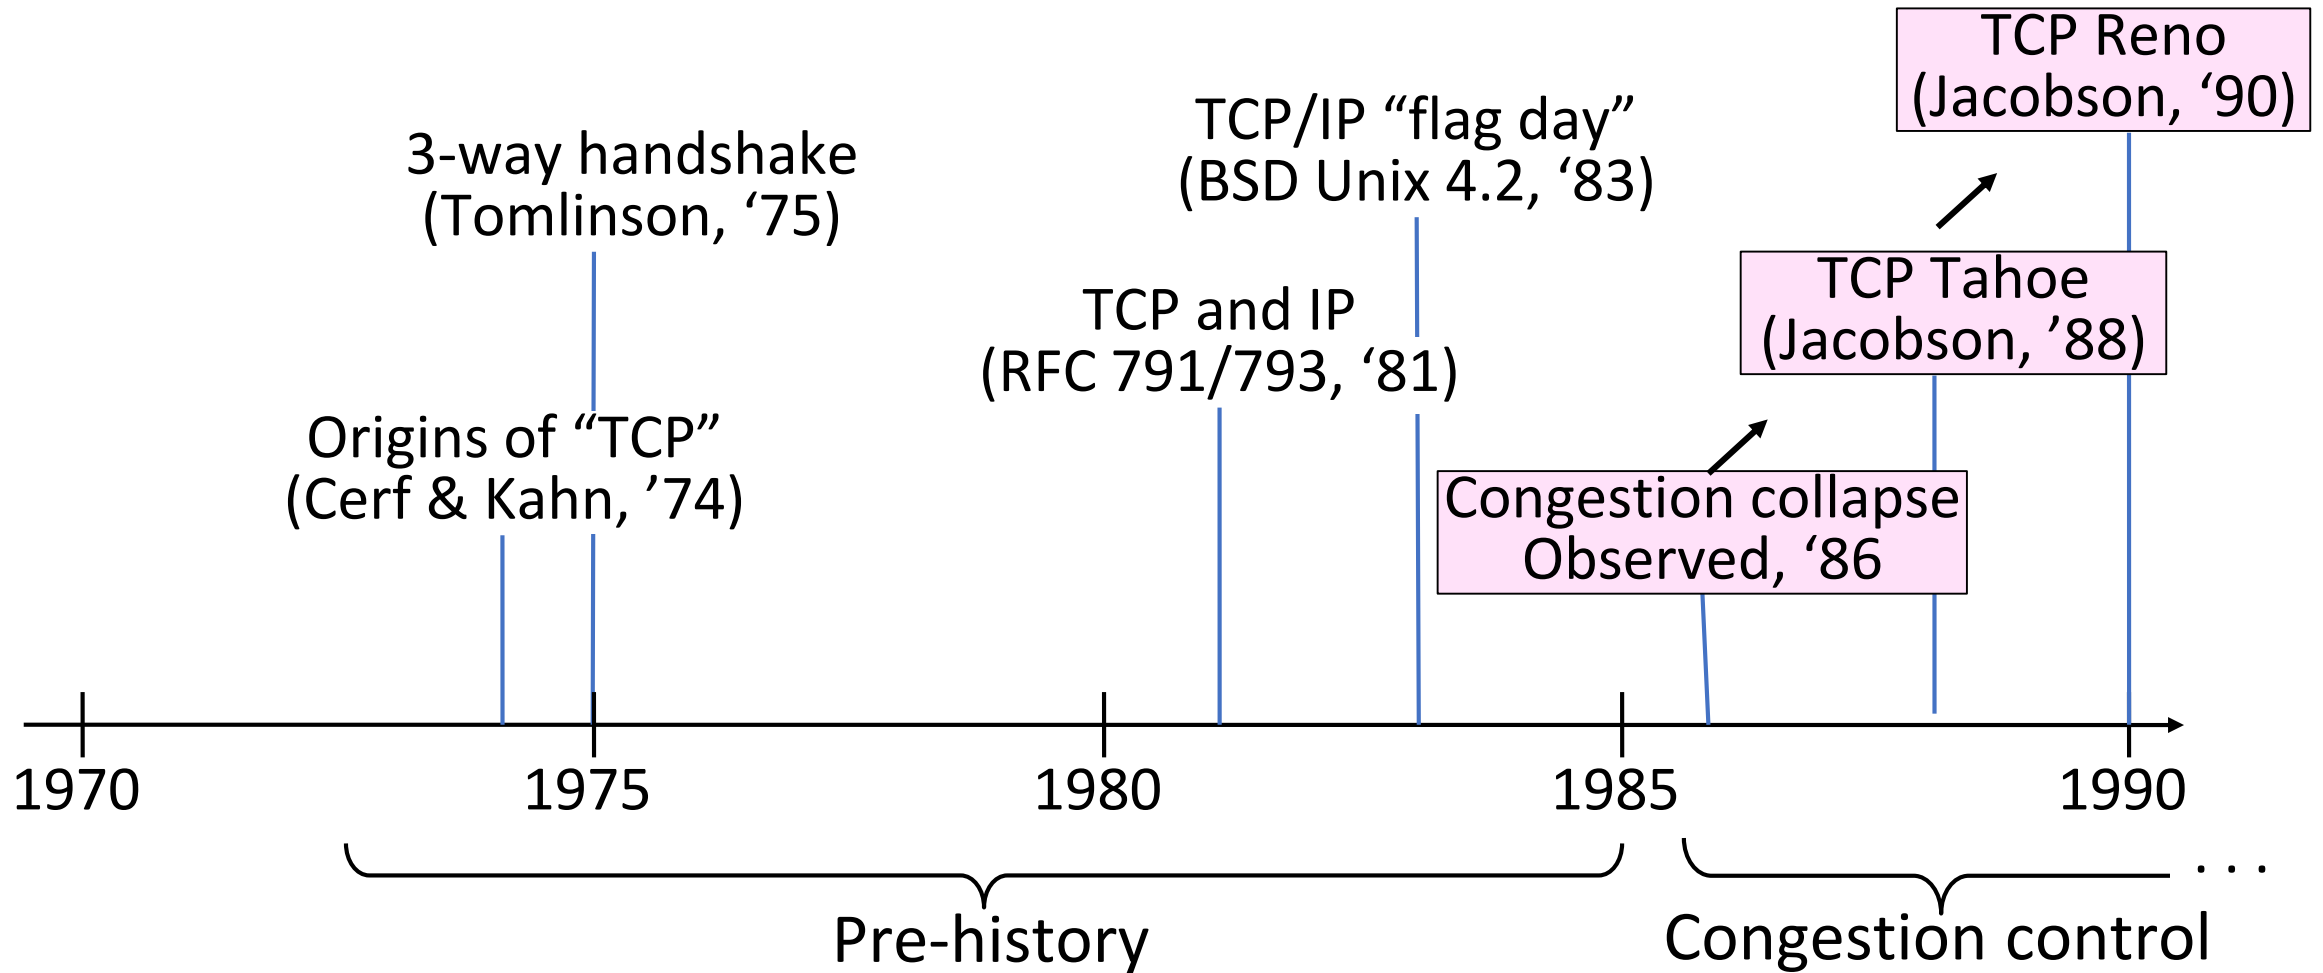 TCP Reno
(Jacobson, ‘90)
TCP/IP “flag day”
(BSD Unix 4.2, ‘83)
3-way handshake
(Tomlinson, ‘75)
TCP Tahoe
(Jacobson, ’88)
TCP and IP
(RFC 791/793, ‘81)
Origins of “TCP”
(Cerf & Kahn, ’74)
Congestion collapse
Observed, ‘86
1970 1975 1980 1985 1990
. . .
Pre-history Congestion control